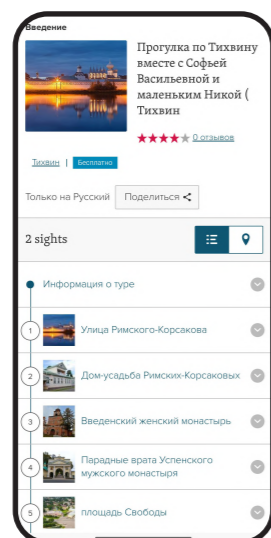 Введение
Прогулка по Тихвину
вместе с Софьей
Васильевной и
маленьким Никой (
Тихвин
0 отзывов
Тихвин | Бесплатно
Только на Русский Поделиться
2 sights
Информация о туре
1 Улица Римского-Корсакова
2 Дом-усадьба Римских-Корсаковых
3 Введенский женский монастырь
4 Парадные врата Успенского
мужского монастыря
5 площадь Свободы